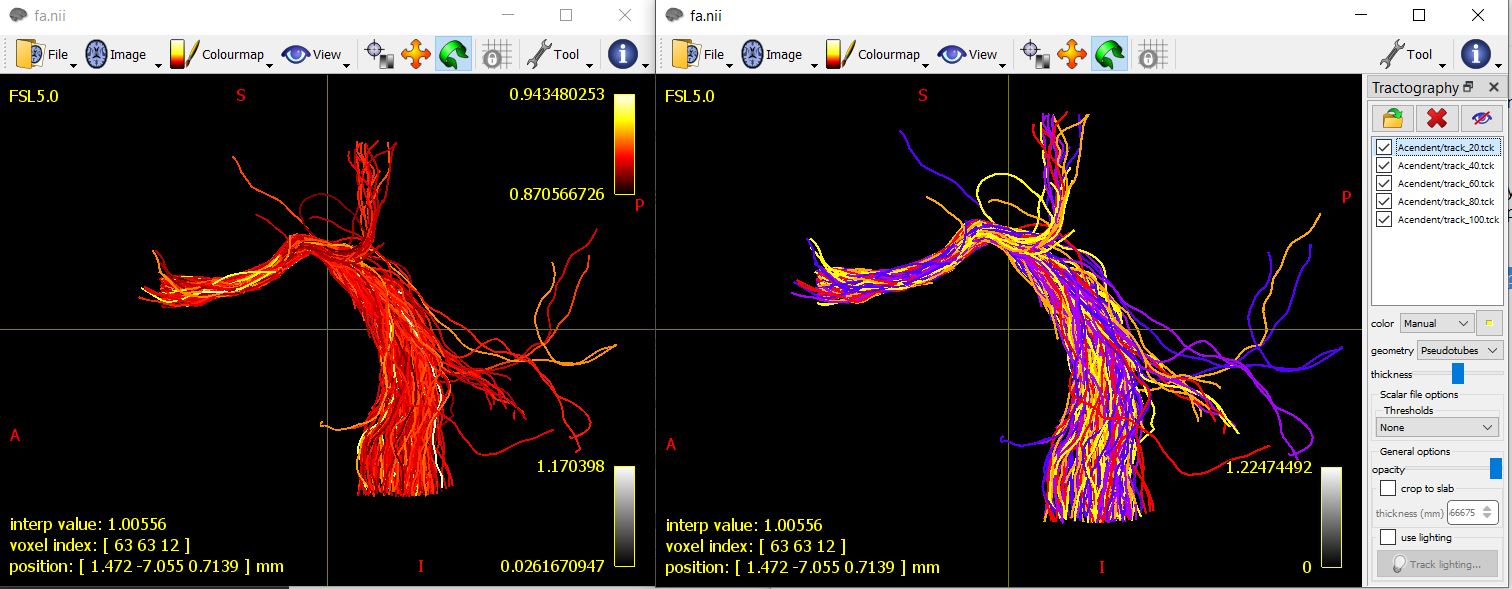 fa.nii
File Image Colourmap View Tool
FSL5.0
S
0.943480253
0.870566726
P
A
1.170398
interp value: 1.00556
voxel index: [ 63 63 12 ]
position: [ 1.472 -7.055 0.7139 ] mm
I
0.0261670947
fa.nii
File Image Colourmap View Tool
FSL5.0
S
P
A
1.22474492
interp value: 1.00556
voxel index: [ 63 63 12 ]
position: [ 1.472 -7.055 0.7139 ] mm
I
0
Tractography
Acendent/track_20.tck
Acendent/track_40.tck
Acendent/track_60.tck
Acendent/track_80.tck
Acendent/track_100.tck
color Manual
geometry Pseudotubes
thickness
Scalar file options
Thresholds
None
General options
opacity
crop to slab
thickness (mm) 66675
use lighting
Track lighting...